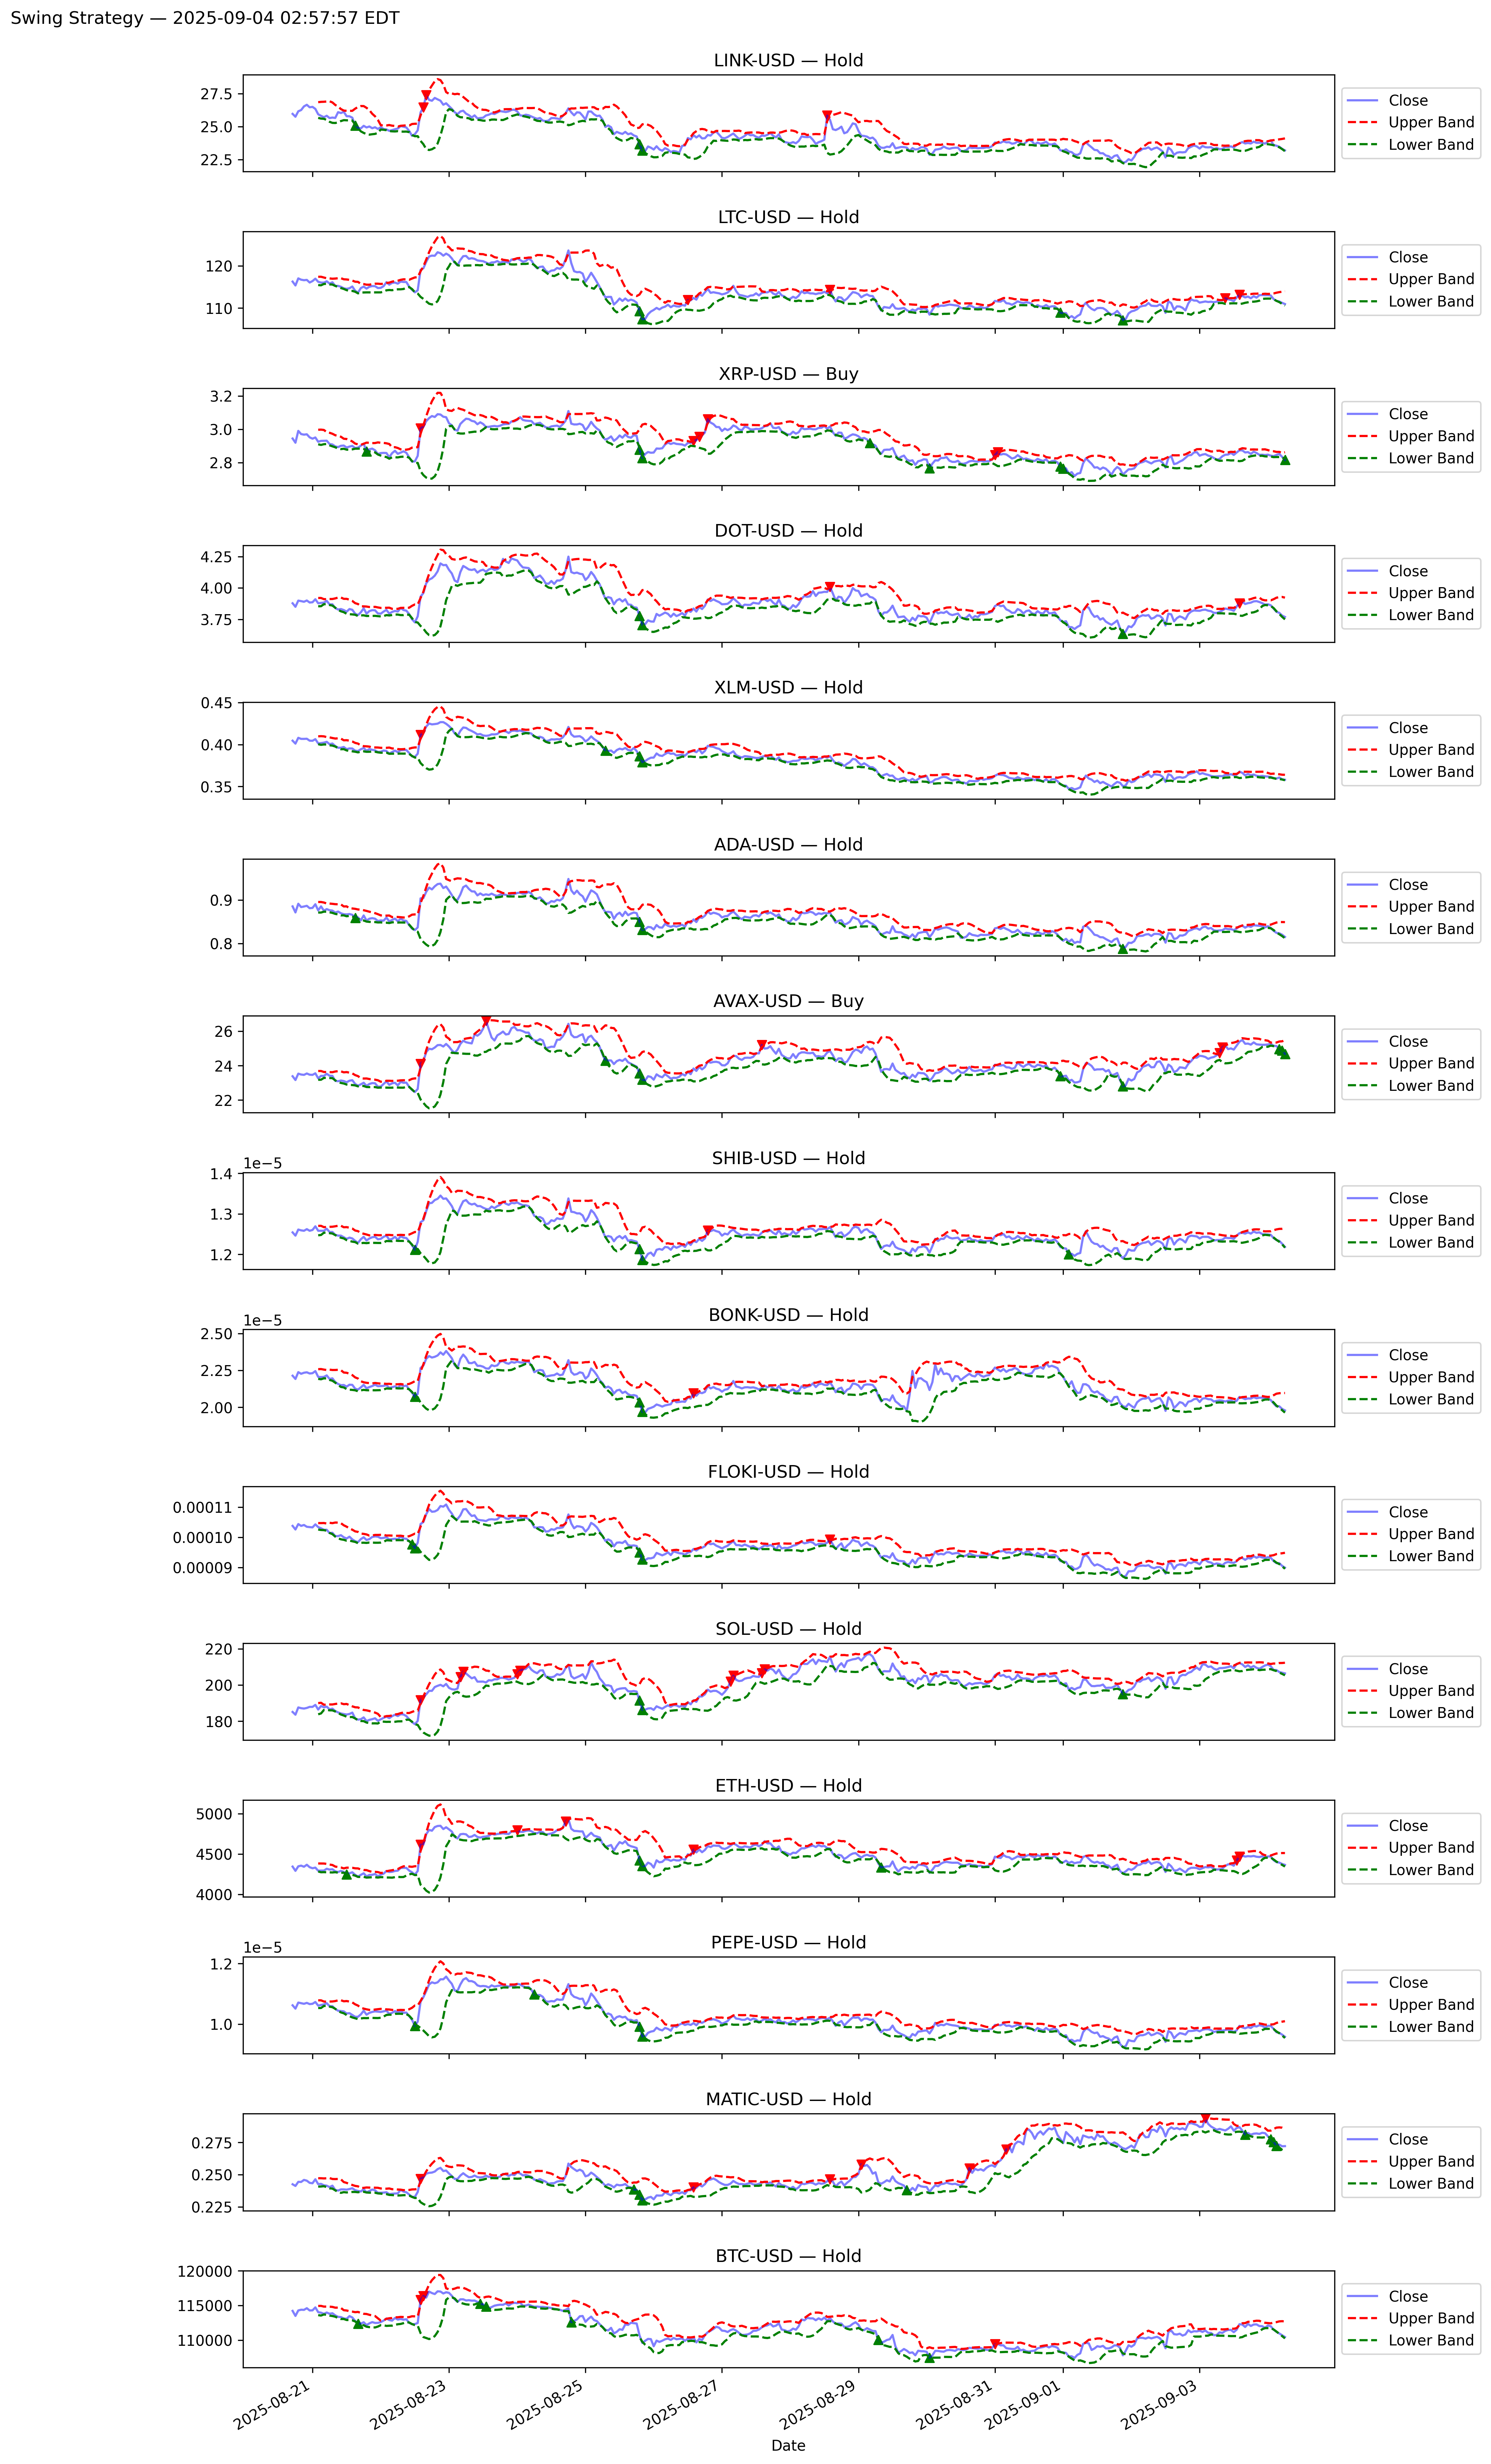 Swing Strategy — 2025-09-04 02:57:57 EDT
LINK-USD — Hold
27.5
25.0
22.5
Close
Upper Band
Lower Band
LTC-USD — Hold
120
110
Close
Upper Band
Lower Band
XRP-USD — Buy
3.2
3.0
2.8
Close
Upper Band
Lower Band
DOT-USD — Hold
4.25
4.00
3.75
Close
Upper Band
Lower Band
XLM-USD — Hold
0.45
0.40
0.35
Close
Upper Band
Lower Band
ADA-USD — Hold
0.9
0.8
Close
Upper Band
Lower Band
AVAX-USD — Buy
26
24
22
Close
Upper Band
Lower Band
SHIB-USD — Hold
1e−5
1.4
1.3
1.2
Close
Upper Band
Lower Band
BONK-USD — Hold
1e−5
2.50
2.25
2.00
Close
Upper Band
Lower Band
FLOKI-USD — Hold
0.00011
0.00010
0.00009
Close
Upper Band
Lower Band
SOL-USD — Hold
220
200
180
Close
Upper Band
Lower Band
ETH-USD — Hold
5000
4500
4000
Close
Upper Band
Lower Band
PEPE-USD — Hold
1e−5
1.2
1.0
Close
Upper Band
Lower Band
MATIC-USD — Hold
0.275
0.250
0.225
Close
Upper Band
Lower Band
BTC-USD — Hold
120000
115000
110000
Close
Upper Band
Lower Band
2025-08-21
2025-08-23
2025-08-25
2025-08-27
2025-08-29
2025-08-31
2025-09-01
2025-09-03
Date